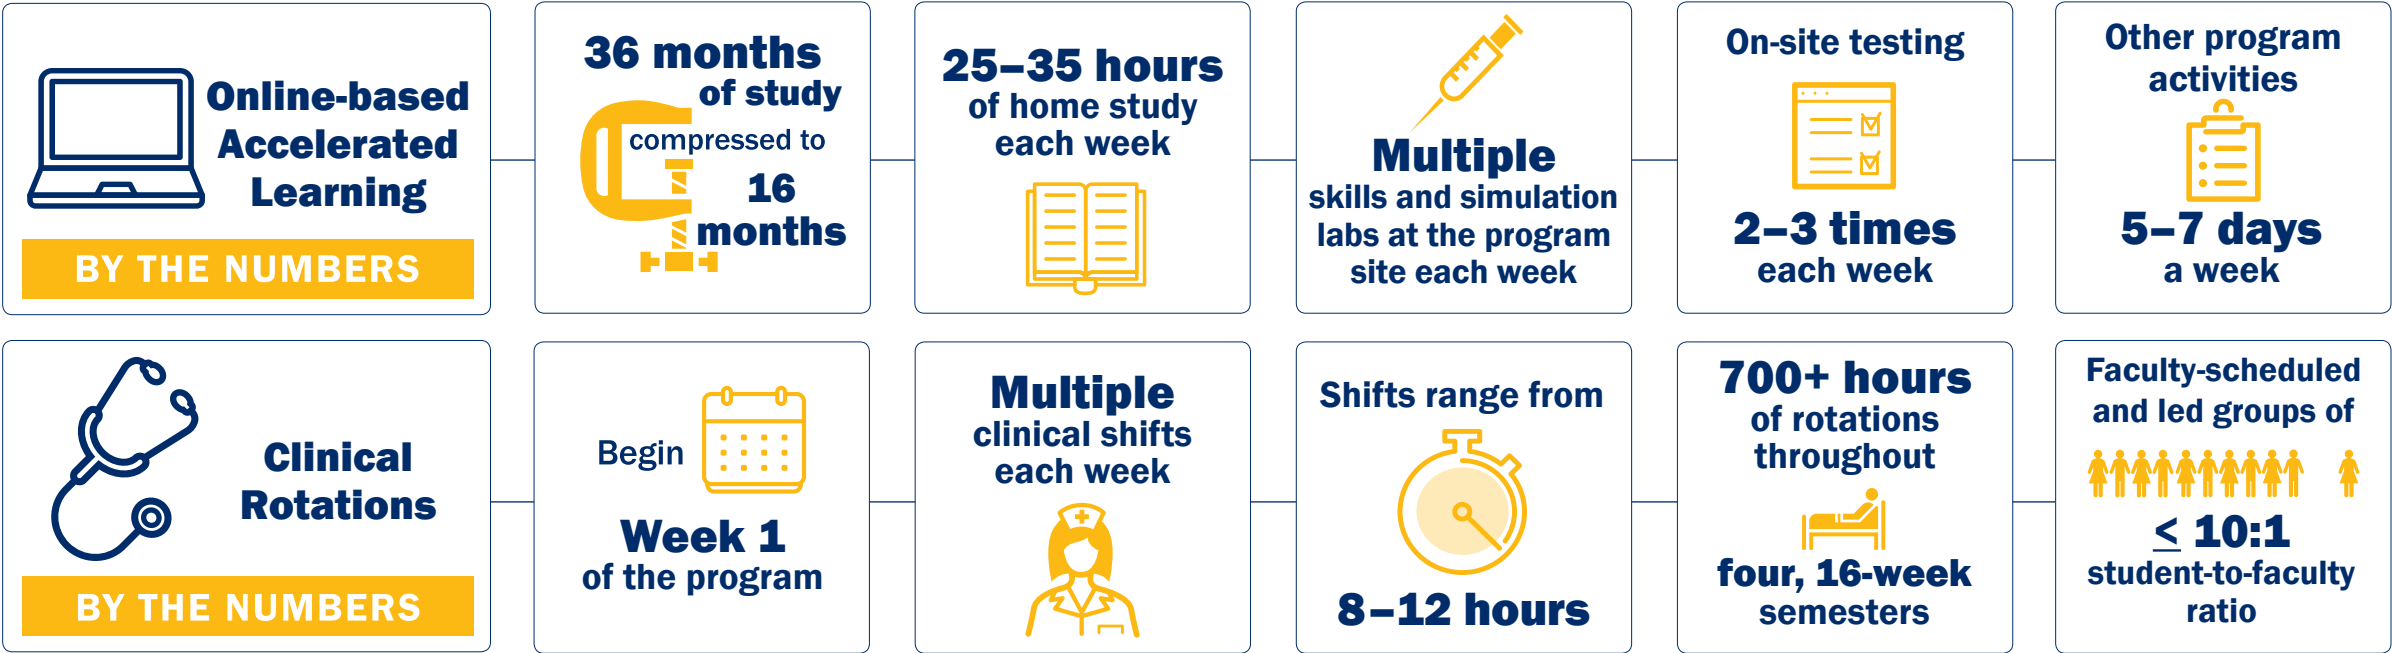 Online-based
Accelerated
Learning
BY THE NUMBERS
36 months
of study
compressed to
16
months
25–35 hours
of home study
each week
Multiple
skills and simulation
labs at the program
site each week
On-site testing
2–3 times
each week
Other program
activities
5–7 days
a week
Clinical
Rotations
BY THE NUMBERS
Begin
Week 1
of the program
Multiple
clinical shifts
each week
Shifts range from
8–12 hours
700+ hours
of rotations
throughout
four, 16-week
semesters
Faculty-scheduled
and led groups of
≤ 10:1
student-to-faculty
ratio